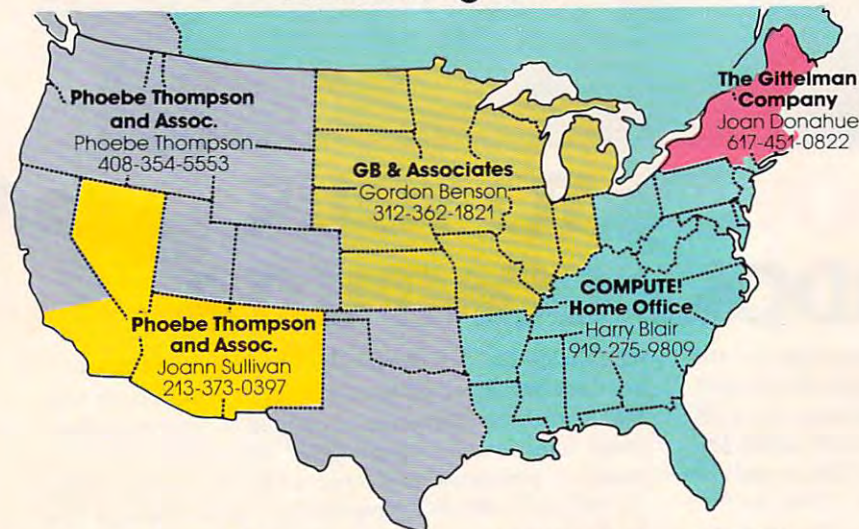 Phoebe Thompson
and Assoc.
Phoebe Thompson
408-354-5553
GB & Associates
Gordon Benson
312-362-1821
The Gittelman
Company
Joan Donahue
617-451-0822
Phoebe Thompson
and Assoc.
Joann Sullivan
213-373-0397
COMPUTE!
Home Office
Harry Blair
919-275-9809